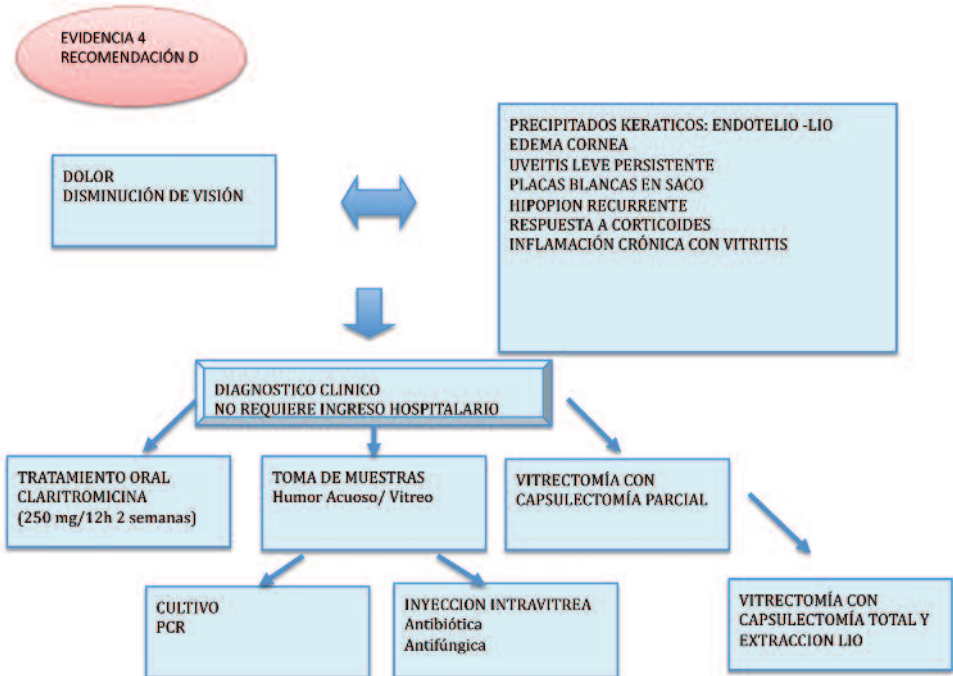 EVIDENCIA 4
RECOMENDACIÓN D
DOLOR
DISMINUCIÓN DE VISIÓN
PRECIPITADOS KERATICOS: ENDOTELIO -LIO
EDEMA CORNEA
UVEITIS LEVE PERSISTENTE
PLACAS BLANCAS EN SACO
HIPOPION RECURRENTE
RESPUESTA A CORTICOIDES
INFLAMACIÓN CRÓNICA CON VITRITIS
DIAGNOSTICO CLINICO
NO REQUIERE INGRESO HOSPITALARIO
TRATAMIENTO ORAL
CLARITROMICINA
(250 mg/12h 2 semanas)
TOMA DE MUESTRAS
Humor Acuoso/ Vitreo
VITRECTOMÍA CON
CAPSULECTOMÍA PARCIAL
CULTIVO
PCR
INYECCION INTRAVITREA
Antibiótica
Antifúngica
VITRECTOMÍA CON
CAPSULECTOMÍA TOTAL Y
EXTRACCION LIO